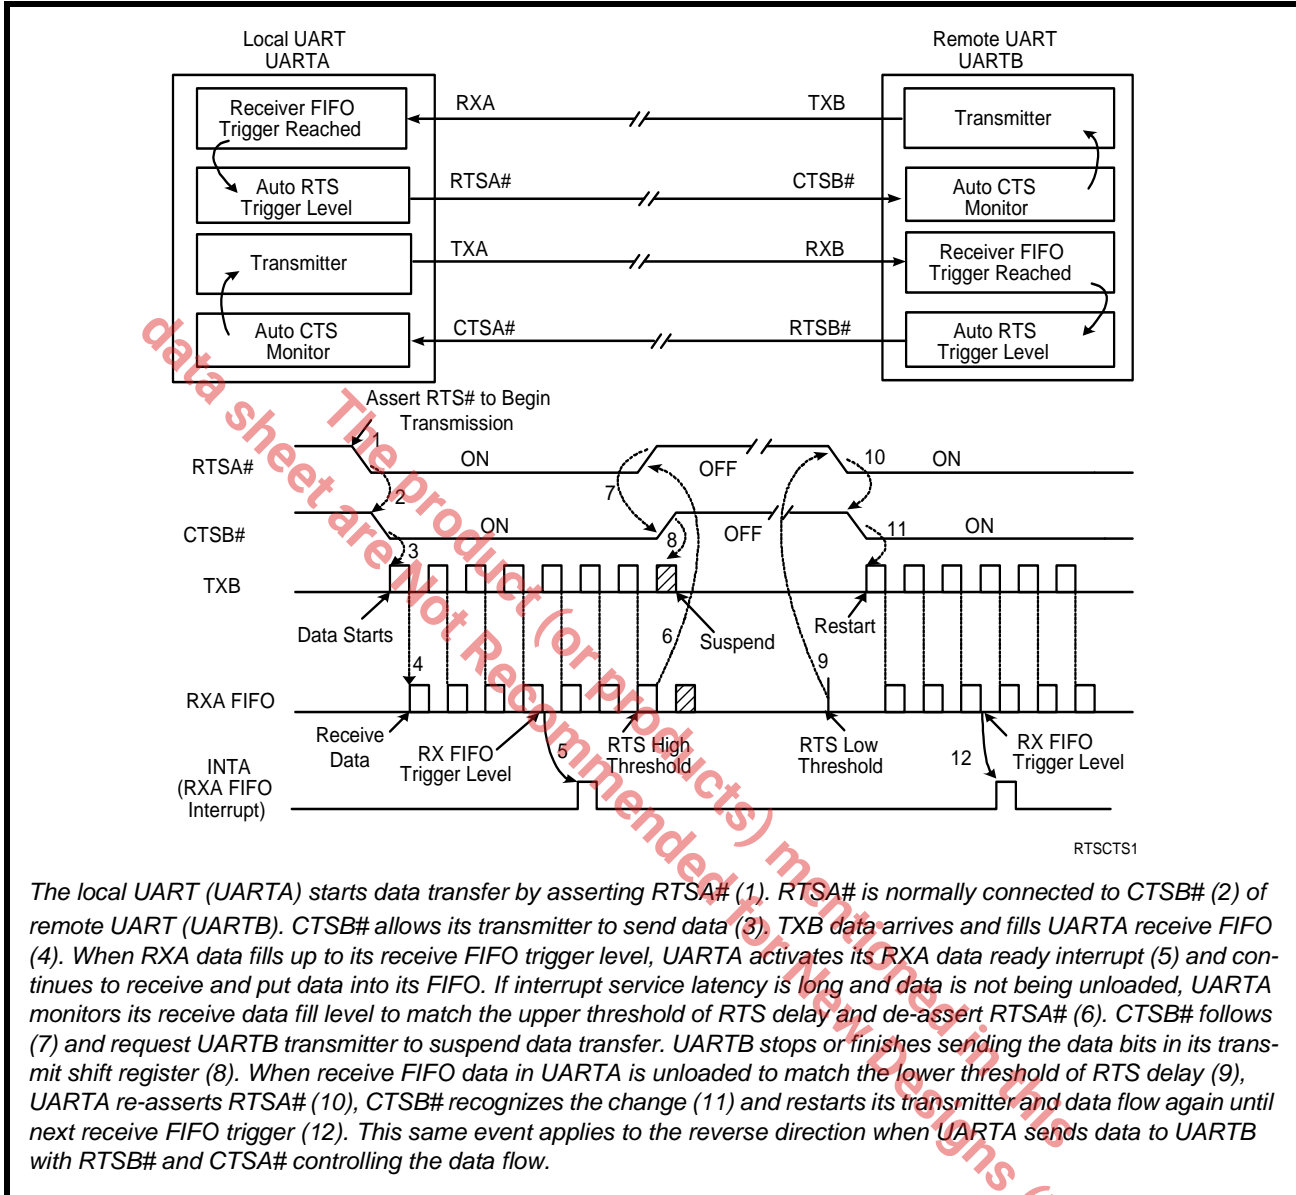 Local UART
UARTA
Remote UART
UARTB
Receiver FIFO
Trigger Reached
RXA
TXB
Transmitter
Auto RTS
Trigger Level
RTSA#
CTSB#
Auto CTS
Monitor
Transmitter
TXA
RXB
Receiver FIFO
Trigger Reached
Auto CTS
Monitor
CTSA#
RTSB#
Auto RTS
Trigger Level
Assert RTS# to Begin
Transmission
RTSA#
1
ON
OFF
10
ON
2
7
CTSB#
ON
8
OFF
11
ON
3
TXB
Data Starts
6
Suspend
Restart
4
9
RXA FIFO
Receive
Data
RX FIFO
Trigger Level
5
RTS High
Threshold
RTS Low
Threshold
12
RX FIFO
Trigger Level
INTA
(RXA FIFO
Interrupt)
RTSCTS1
The local UART (UARTA) starts data transfer by asserting RTSA# (1). RTSA# is normally connected to CTSB# (2) of
remote UART (UARTB). CTSB# allows its transmitter to send data (3). TXB data arrives and fills UARTA receive FIFO
(4). When RXA data fills up to its receive FIFO trigger level, UARTA activates its RXA data ready interrupt (5) and con-
tinues to receive and put data into its FIFO. If interrupt service latency is long and data is not being unloaded, UARTA
monitors its receive data fill level to match the upper threshold of RTS delay and de-assert RTSA# (6). CTSB# follows
(7) and request UARTB transmitter to suspend data transfer. UARTB stops or finishes sending the data bits in its trans-
mit shift register (8). When receive FIFO data in UARTA is unloaded to match the lower threshold of RTS delay (9),
UARTA re-asserts RTSA# (10), CTSB# recognizes the change (11) and restarts its transmitter and data flow again until
next receive FIFO trigger (12). This same event applies to the reverse direction when UARTA sends data to UARTB
with RTSB# and CTSA# controlling the data flow.
The product (or products) mentioned in this
data sheet are Not Recommended for New Designs (